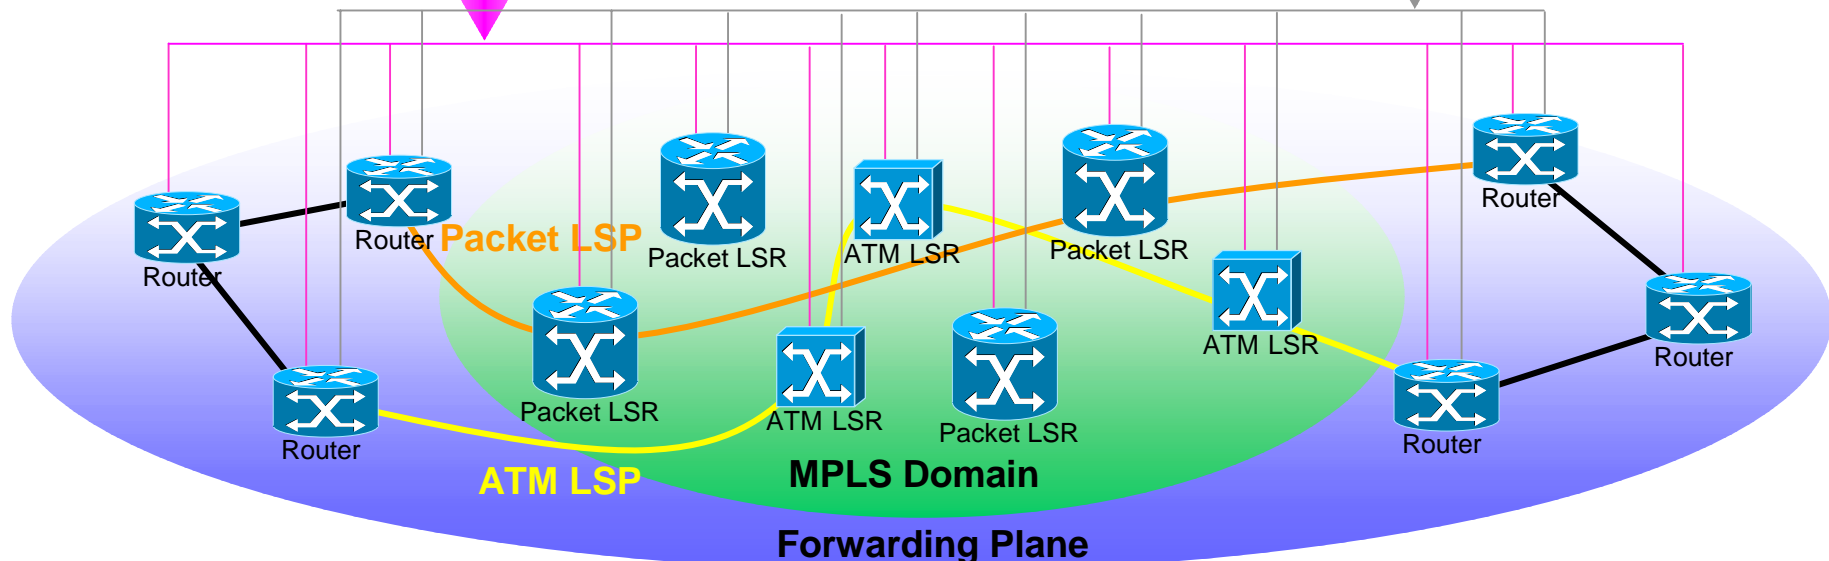 Router
Router
Packet LSP
Packet LSR
ATM LSR
Packet LSR
Router
Router
Packet LSR
ATM LSR
Packet LSR
ATM LSR
Router
Router
Router
ATM LSP
MPLS Domain
Forwarding Plane